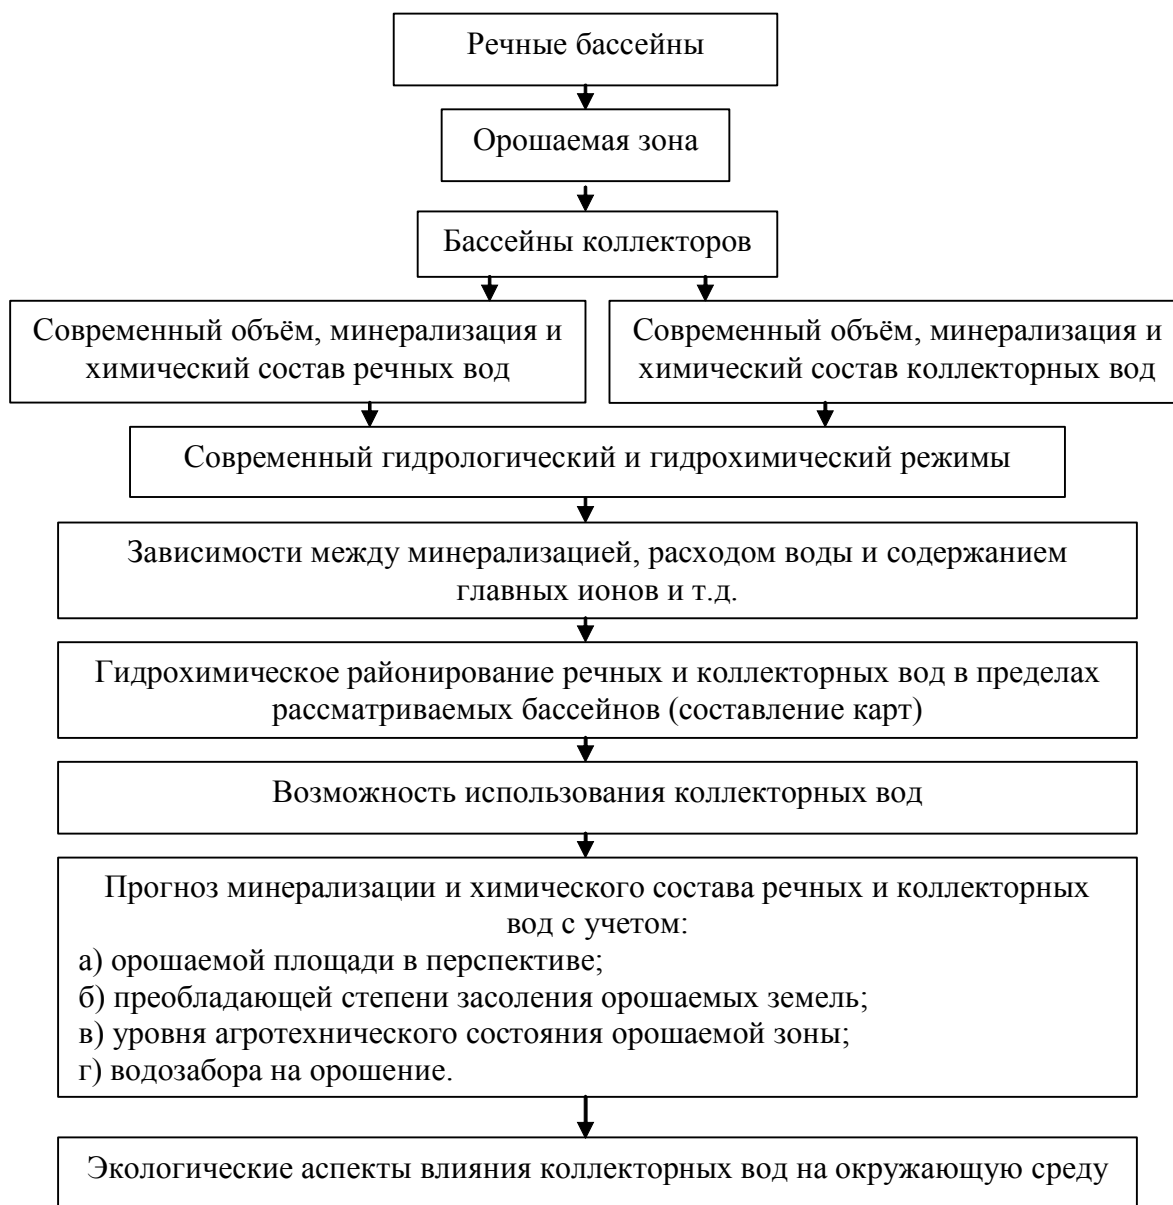 Речные бассейны
Орошаемая зона
Бассейны коллекторов
Современный объём, минерализация и
химический состав речных вод
Современный объём, минерализация и
химический состав коллекторных вод
Современный гидрологический и гидрохимический режимы
Зависимости между минерализацией, расходом воды и содержанием
главных ионов и т.д.
Гидрохимическое районирование речных и коллекторных вод в пределах
рассматриваемых бассейнов (составление карт)
Возможность использования коллекторных вод
Прогноз минерализации и химического состава речных и коллекторных
вод с учетом:
а) орошаемой площади в перспективе;
б) преобладающей степени засоления орошаемых земель;
в) уровня агротехнического состояния орошаемой зоны;
г) водозабора на орошение.
Экологические аспекты влияния коллекторных вод на окружающую среду